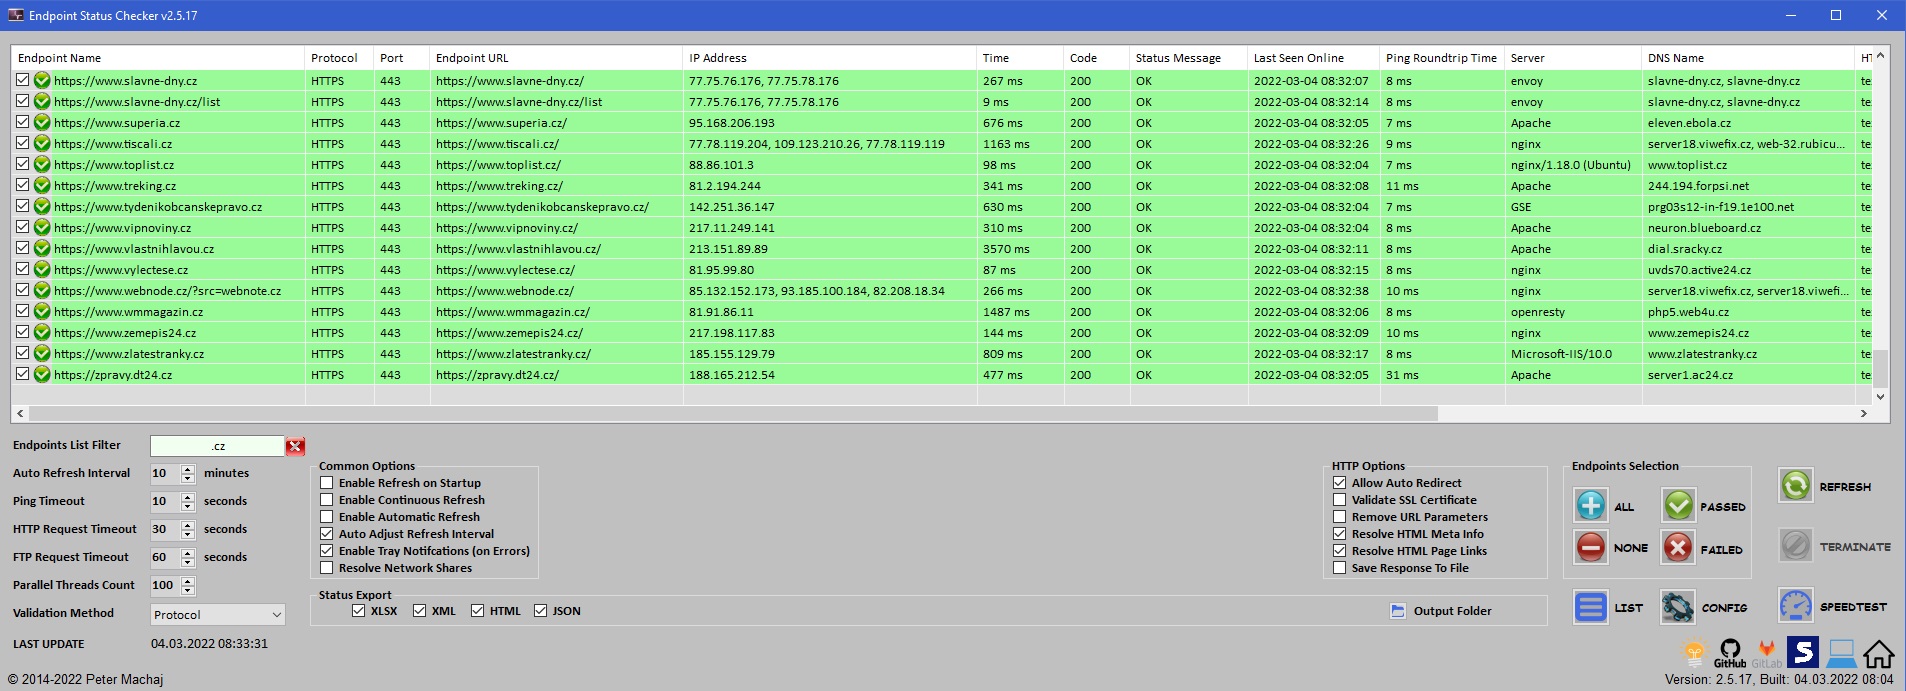 Endpoint Status Checker v2.5.17
Endpoint Name Protocol Port Endpoint URL IP Address Time Code Status Message Last Seen Online Ping Roundtrip Time Server DNS Name
https://www.slavne-dny.cz HTTPS 443 https://www.slavne-dny.cz/ 77.75.76.176, 77.75.78.176 267 ms 200 OK 2022-03-04 08:32:07 8 ms envoy slavne-dny.cz, slavne-dny.cz
https://www.slavne-dny.cz/list HTTPS 443 https://www.slavne-dny.cz/list 77.75.76.176, 77.75.78.176 9 ms 200 OK 2022-03-04 08:32:14 8 ms envoy slavne-dny.cz, slavne-dny.cz
https://www.superia.cz HTTPS 443 https://www.superia.cz/ 95.168.206.193 676 ms 200 OK 2022-03-04 08:32:05 7 ms Apache eleven.ebola.cz
https://www.tiscali.cz HTTPS 443 https://www.tiscali.cz/ 77.78.119.204, 109.123.210.26, 77.78.119.119 1163 ms 200 OK 2022-03-04 08:32:26 9 ms nginx server18.viwefix.cz, web-32.rubicu...
https://www.toplist.cz HTTPS 443 https://www.toplist.cz/ 88.86.101.3 98 ms 200 OK 2022-03-04 08:32:04 7 ms nginx/1.18.0 (Ubuntu) www.toplist.cz
https://www.treking.cz HTTPS 443 https://www.treking.cz/ 81.2.194.244 341 ms 200 OK 2022-03-04 08:32:08 11 ms Apache 244.194.forpsi.net
https://www.tydenikobcanskepravo.cz HTTPS 443 https://www.tydenikobcanskepravo.cz/ 142.251.36.147 630 ms 200 OK 2022-03-04 08:32:04 7 ms GSE prg03s12-in-f19.1e100.net
https://www.vipnoviny.cz HTTPS 443 https://www.vipnoviny.cz/ 217.11.249.141 310 ms 200 OK 2022-03-04 08:32:04 8 ms Apache neuron.blueboard.cz
https://www.vlastnihlavou.cz HTTPS 443 https://www.vlastnihlavou.cz/ 213.151.89.89 3570 ms 200 OK 2022-03-04 08:32:11 8 ms Apache dial.sracky.cz
https://www.vylectese.cz HTTPS 443 https://www.vylectese.cz/ 81.95.99.80 87 ms 200 OK 2022-03-04 08:32:15 8 ms nginx uvds70.active24.cz
https://www.webnode.cz/?src=webnote.cz HTTPS 443 https://www.webnode.cz/ 85.132.152.173, 93.185.100.184, 82.208.18.34 266 ms 200 OK 2022-03-04 08:32:38 10 ms nginx server18.viwefix.cz, server18.viwefi...
https://www.wmmagazin.cz HTTPS 443 https://www.wmmagazin.cz/ 81.91.86.11 1487 ms 200 OK 2022-03-04 08:32:06 8 ms openresty php5.web4u.cz
https://www.zemepis24.cz HTTPS 443 https://www.zemepis24.cz/ 217.198.117.83 144 ms 200 OK 2022-03-04 08:32:09 10 ms nginx www.zemepis24.cz
https://www.zlatestranky.cz HTTPS 443 https://www.zlatestranky.cz/ 185.155.129.79 809 ms 200 OK 2022-03-04 08:32:17 8 ms Microsoft-IIS/10.0 www.zlatestranky.cz
https://zpravy.dt24.cz HTTPS 443 https://zpravy.dt24.cz/ 188.165.212.54 477 ms 200 OK 2022-03-04 08:32:05 31 ms Apache server1.ac24.cz
Endpoints List Filter .cz
Auto Refresh Interval 10 minutes
Ping Timeout 10 seconds
HTTP Request Timeout 30 seconds
FTP Request Timeout 60 seconds
Parallel Threads Count 100
Validation Method Protocol
LAST UPDATE 04.03.2022 08:33:31
© 2014-2022 Peter Machaj
Common Options
Enable Refresh on Startup
Enable Continuous Refresh
Enable Automatic Refresh
Auto Adjust Refresh Interval
Enable Tray Notifcations (on Errors)
Resolve Network Shares
Status Export
XLSX XML HTML JSON
Output Folder
HTTP Options
Allow Auto Redirect
Validate SSL Certificate
Remove URL Parameters
Resolve HTML Meta Info
Resolve HTML Page Links
Save Response To File
Endpoints Selection
ALL PASSED
NONE FAILED
REFRESH
TERMINATE
LIST CONFIG SPEEDTEST
GitHub GitLab S
Version: 2.5.17, Built: 04.03.2022 08:04